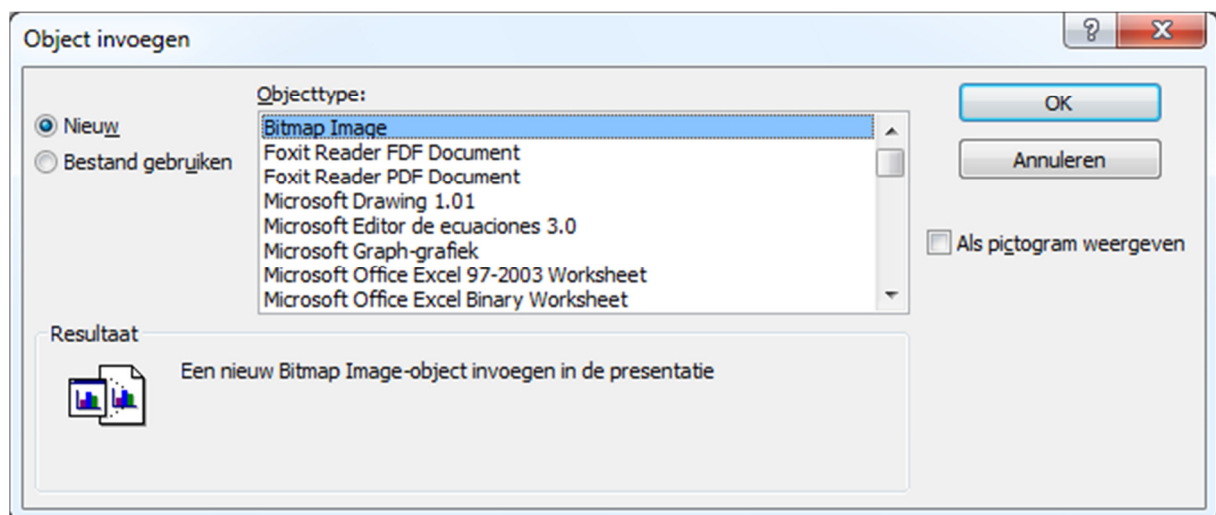 Object invoegen
Objecttype:
Nieuw
Bestand gebruiken
Bitmap Image
Foxit Reader FDF Document
Foxit Reader PDF Document
Microsoft Drawing 1.01
Microsoft Editor de ecuaciones 3.0
Microsoft Graph-grafiek
Microsoft Office Excel 97-2003 Worksheet
Microsoft Office Excel Binary Worksheet
OK
Annuleren
Als pictogram weergeven
Resultaat
Een nieuw Bitmap Image-object invoegen in de presentatie